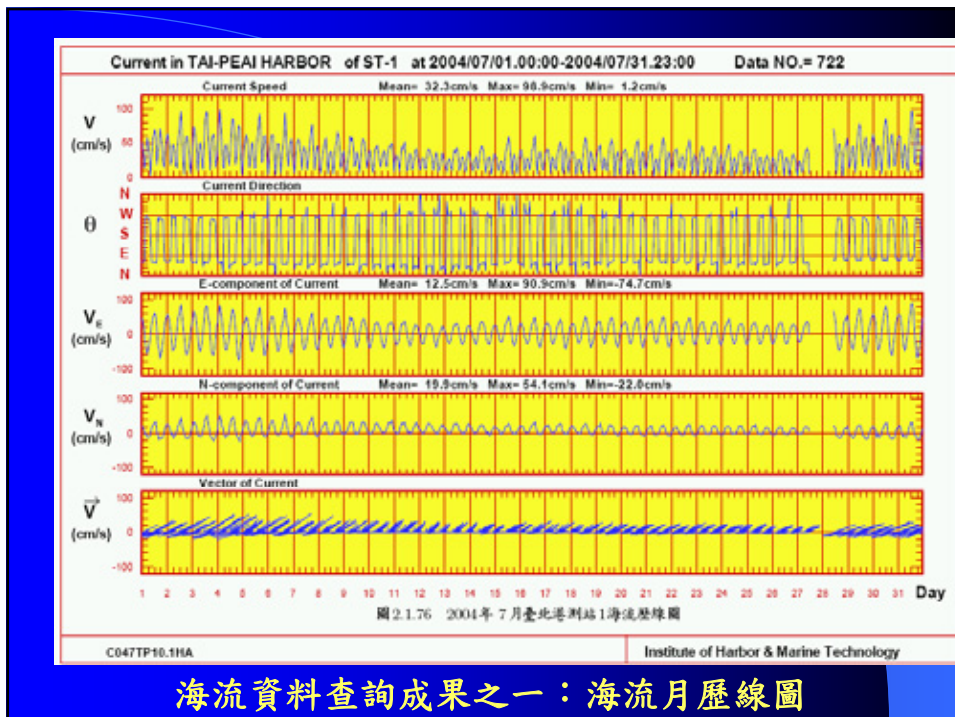 Current in TAI-PEAI HARBOR of ST-1 at 2004/07/01.00:00-2004/07/31.23:00 Data NO.= 722
Current Speed Mean= 32.3cm/s Max= 98.9cm/s Min= 1.2cm/s
V
(cm/s)
100
50
0
Current Direction
θ
N
W
S
E
N
E-component of Current Mean= 12.5cm/s Max= 90.9cm/s Min=-74.7cm/s
VE
(cm/s)
100
0
-100
N-component of Current Mean= 19.9cm/s Max= 54.1cm/s Min=-22.0cm/s
VN
(cm/s)
100
0
-100
Vector of Current
V
(cm/s)
100
0
-100
1 2 3 4 5 6 7 8 9 10 11 12 13 14 15 16 17 18 19 20 21 22 23 24 25 26 27 28 29 30 31 Day
圖2.1.76 2004年 7月臺北港測站1海流歷線圖
C047TP10.1HA
Institute of Harbor & Marine Technology
海流資料查詢成果之一：海流月歷線圖